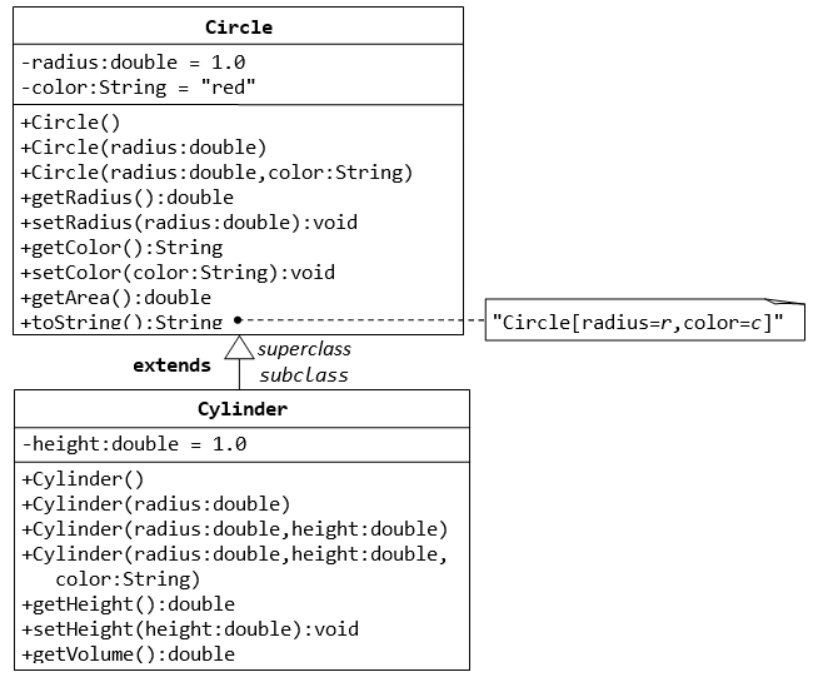 Circle
-radius:double = 1.0
-color:String = "red"
+Circle()
+Circle(radius:double)
+Circle(radius:double,color:String)
+getRadius():double
+setRadius(radius:double):void
+getColor():String
+setColor(color:String):void
+getArea():double
+toString():String
"Circle[radius=r,color=c]"
superclass
extends
subclass
Cylinder
-height:double = 1.0
+Cylinder()
+Cylinder(radius:double)
+Cylinder(radius:double,height:double)
+Cylinder(radius:double,height:double,
color:String)
+getHeight():double
+setHeight(height:double):void
+getVolume():double